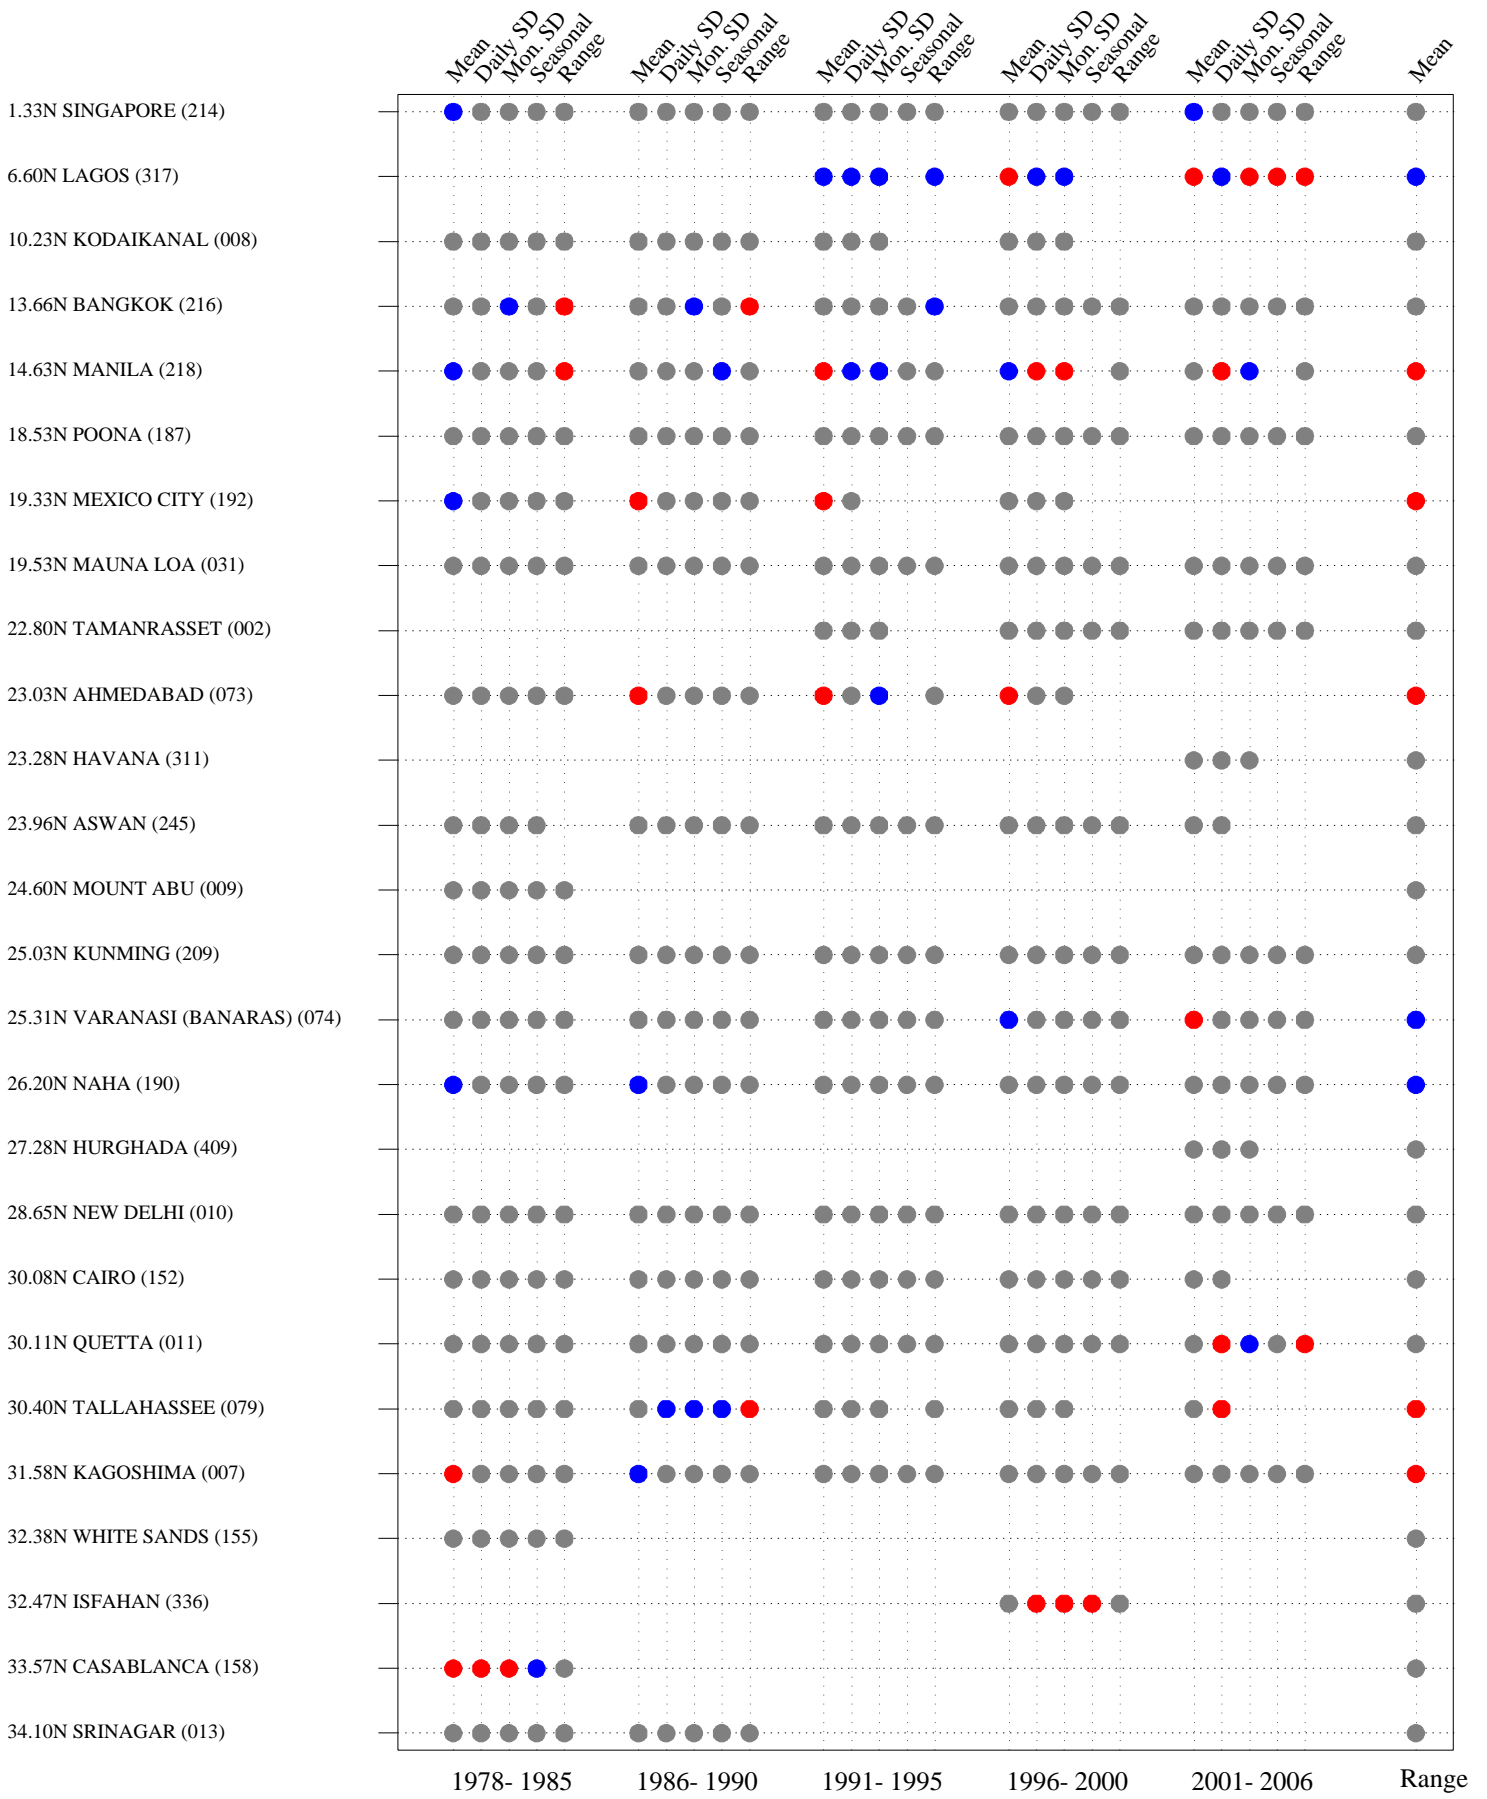 Mean Daily SD Mon. SD Seasonal Range Mean Daily SD Mon. SD Seasonal Range Mean Daily SD Mon. SD Seasonal Range Mean Daily SD Mon. SD Seasonal Range Mean Daily SD Mon. SD Seasonal Range Mean
1.33N SINGAPORE (214)
6.60N LAGOS (317)
10.23N KODAIKANAL (008)
13.66N BANGKOK (216)
14.63N MANILA (218)
18.53N POONA (187)
19.33N MEXICO CITY (192)
19.53N MAUNA LOA (031)
22.80N TAMANRASSET (002)
23.03N AHMEDABAD (073)
23.28N HAVANA (311)
23.96N ASWAN (245)
24.60N MOUNT ABU (009)
25.03N KUNMING (209)
25.31N VARANASI (BANARAS) (074)
26.20N NAHA (190)
27.28N HURGHADA (409)
28.65N NEW DELHI (010)
30.08N CAIRO (152)
30.11N QUETTA (011)
30.40N TALLAHASSEE (079)
31.58N KAGOSHIMA (007)
32.38N WHITE SANDS (155)
32.47N ISFAHAN (336)
33.57N CASABLANCA (158)
34.10N SRINAGAR (013)
1978- 1985 1986- 1990 1991- 1995 1996- 2000 2001- 2006 Range